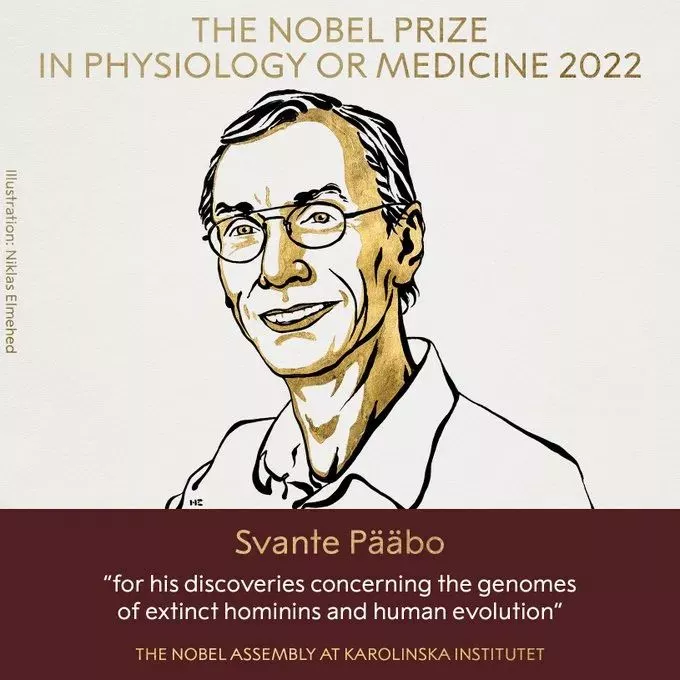 THE NOBEL PRIZE
IN PHYSIOLOGY OR MEDICINE 2022
Illustration: Niklas Elmehed
HE
Svante Pääbo
”for his discoveries concerning the genomes
of extinct hominins and human evolution”
THE NOBEL ASSEMBLY AT KAROLINSKA INSTITUTET